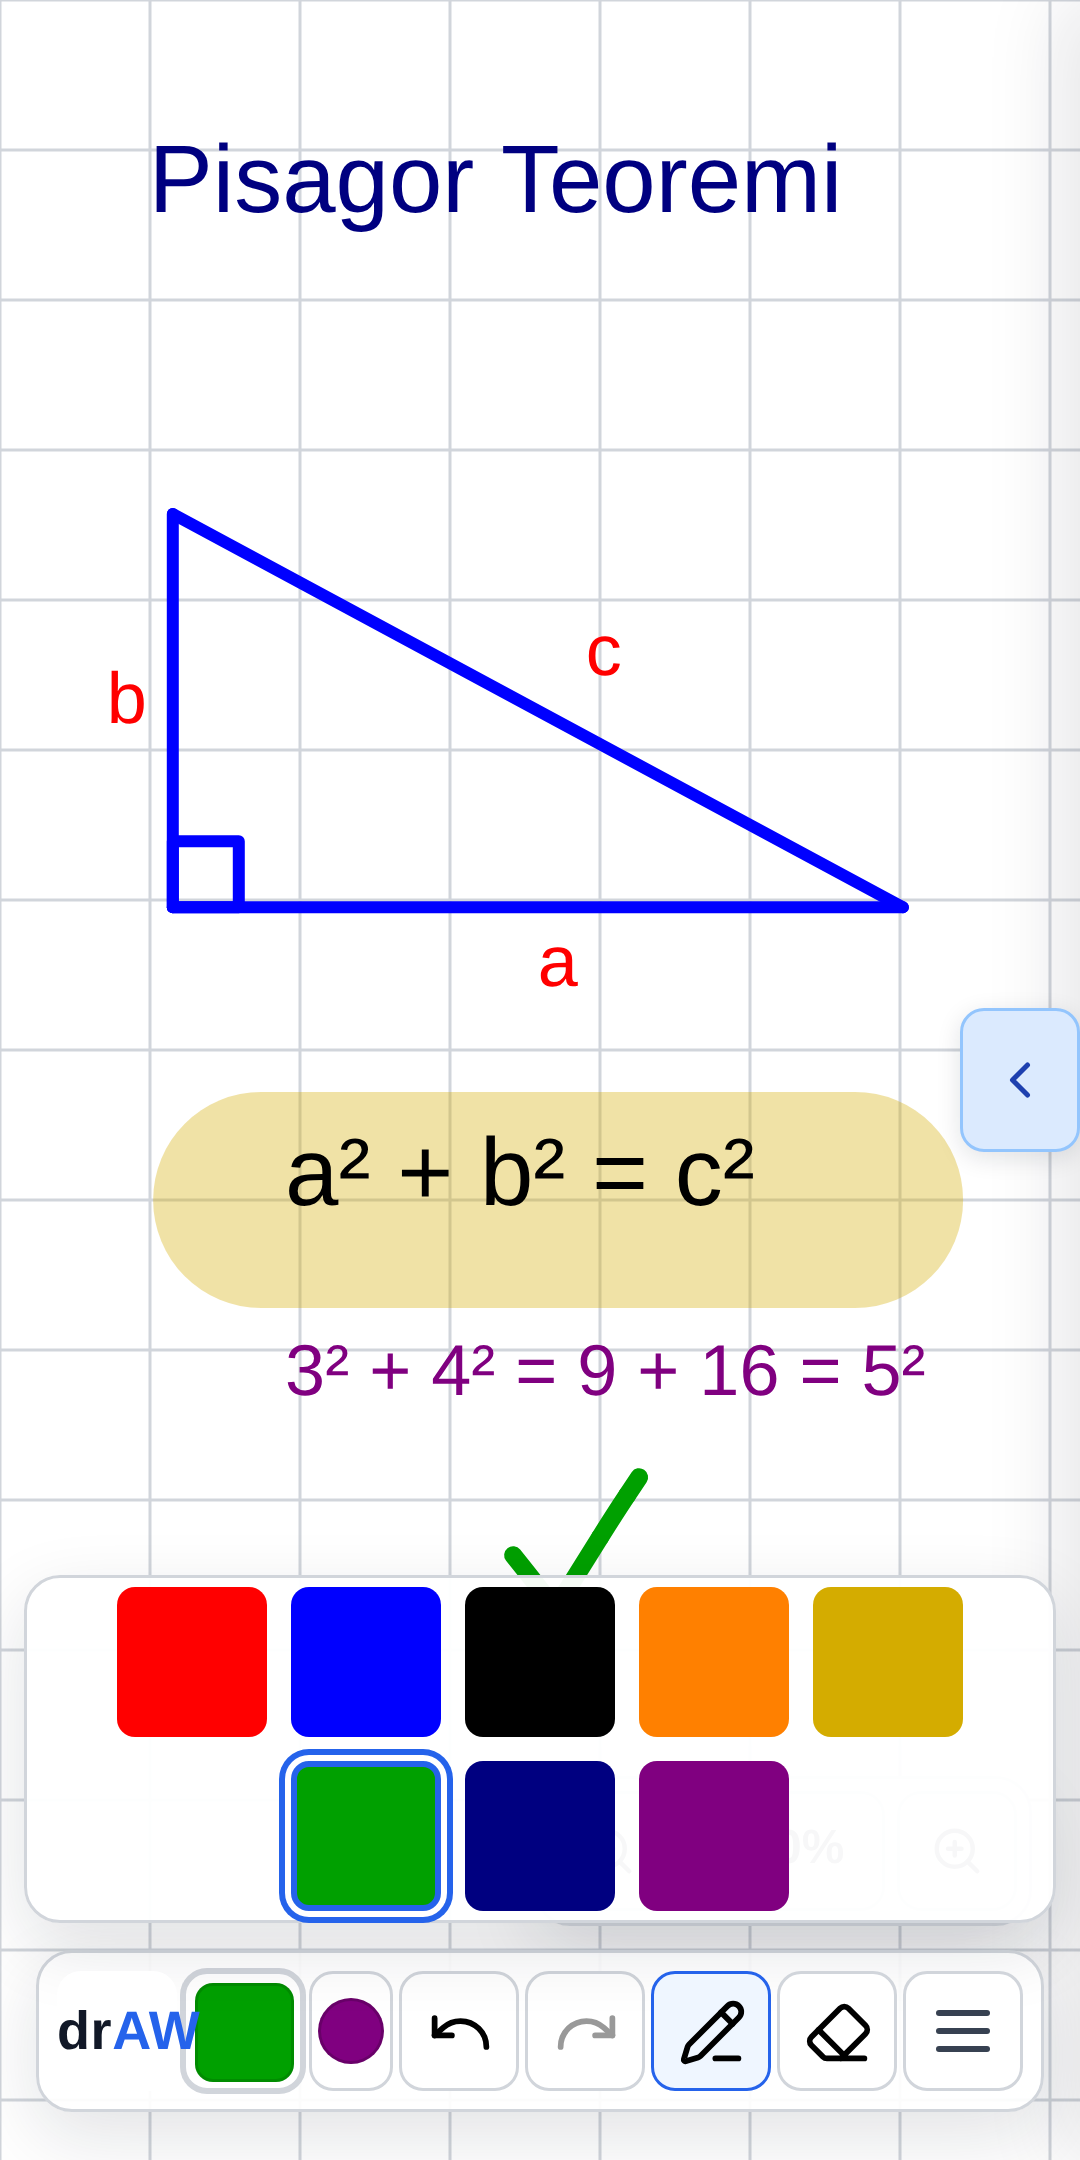 Pisagor Teoremi
c
b
a
a² + b² = c²
3² + 4² = 9 + 16 = 5²
drAW